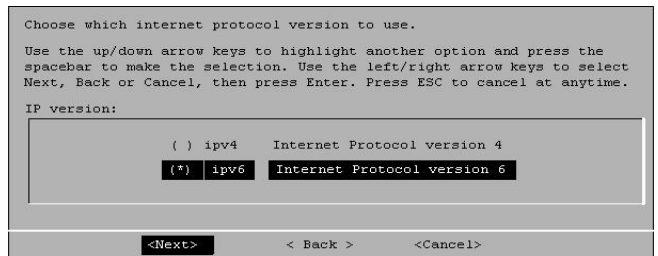 Choose which internet protocol version to use.
Use the up/down arrow keys to highlight another option and press the
spacebar to make the selection. Use the left/right arrow keys to select
Next, Back or Cancel, then press Enter. Press ESC to cancel at anytime.
IP version:
( ) ipv4 Internet Protocol version 4
(*) ipv6 Internet Protocol version 6
<Next> < Back > <Cancel>